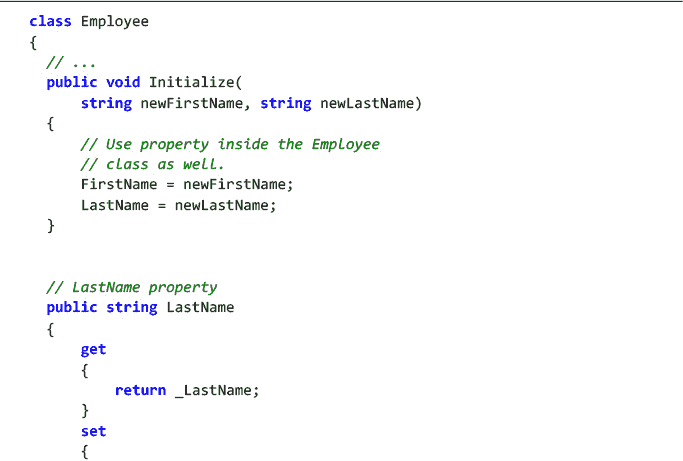 class Employee
{
// ...
public void Initialize(
string newFirstName, string newLastName)
{
// Use property inside the Employee
// class as well.
FirstName = newFirstName;
LastName = newLastName;
}
// LastName property
public string LastName
{
get
{
return _LastName;
}
set
{